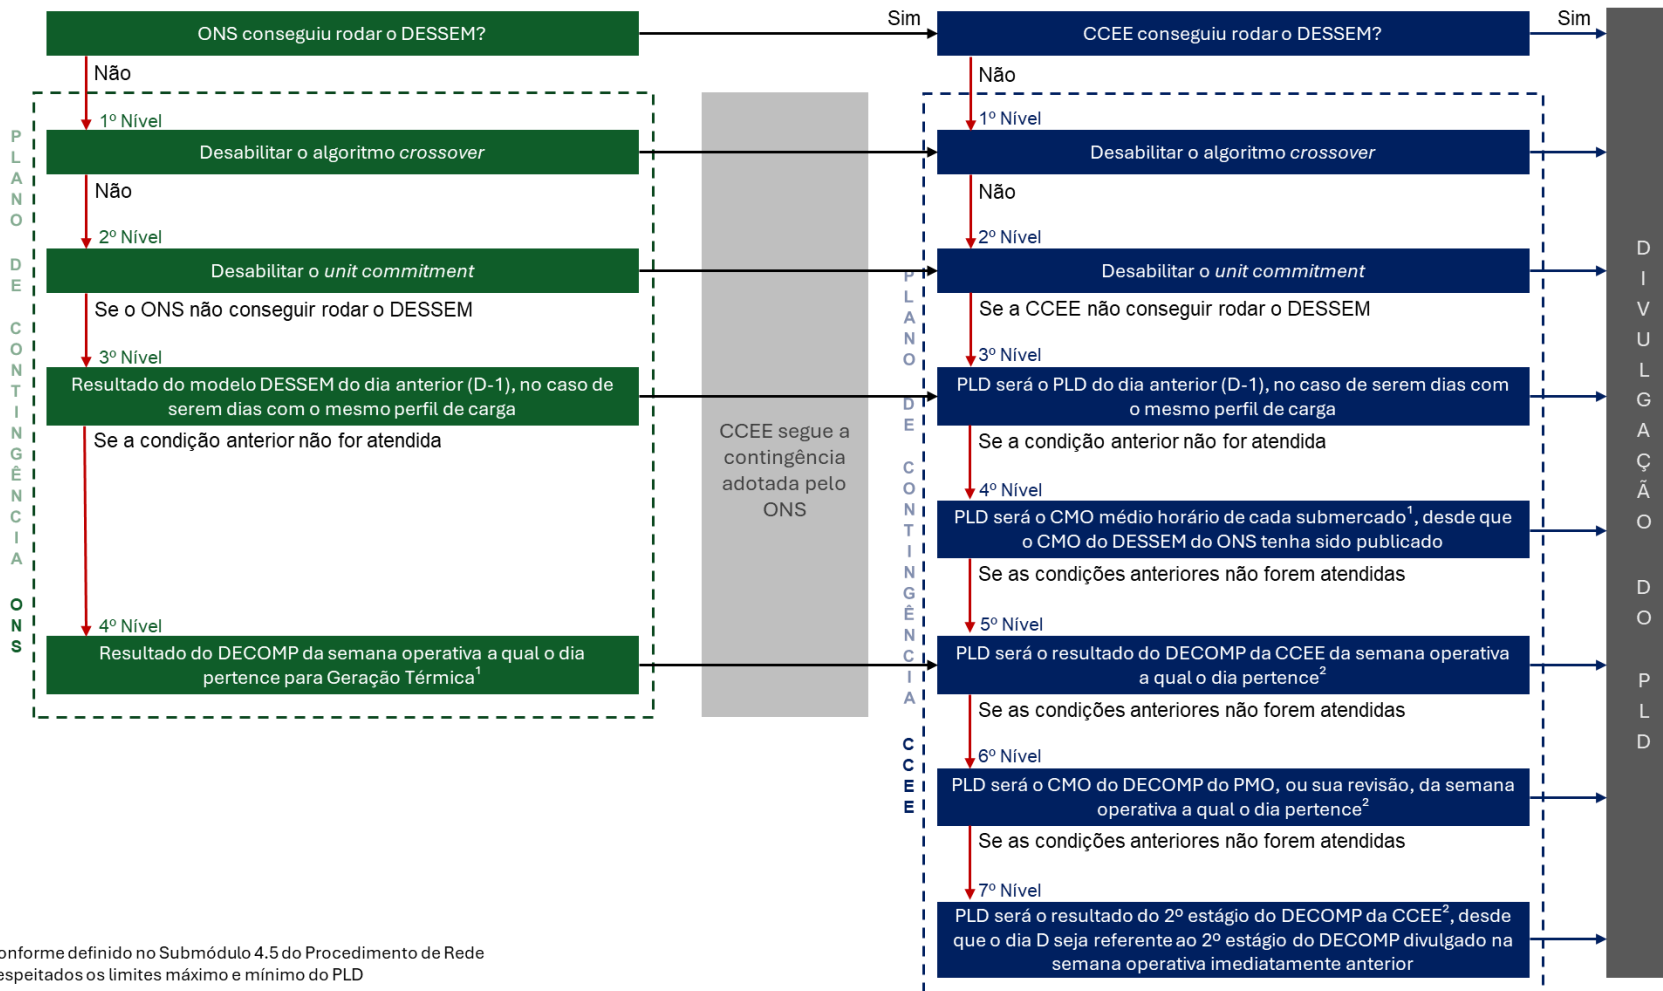 ONS conseguiu rodar o DESSEM?
Sim
CCEE conseguiu rodar o DESSEM?
Sim
Não
Não
PLANO DE CONTINGÊNCIA ONS
1º Nível
Desabilitar o algoritmo crossover
Não
2º Nível
Desabilitar o unit commitment
Se o ONS não conseguir rodar o DESSEM
3º Nível
Resultado do modelo DESSEM do dia anterior (D-1), no caso de
serem dias com o mesmo perfil de carga
Se a condição anterior não for atendida
4º Nível
Resultado do DECOMP da semana operativa a qual o dia
pertence para Geração Térmica¹
CCEE segue a
contingência
adotada pelo
ONS
PLANO DE CONTINGÊNCIA CCEE
1º Nível
Desabilitar o algoritmo crossover
Não
2º Nível
Desabilitar o unit commitment
Se a CCEE não conseguir rodar o DESSEM
3º Nível
PLD será o PLD do dia anterior (D-1), no caso de serem dias com
o mesmo perfil de carga
Se a condição anterior não for atendida
4º Nível
PLD será o CMO médio horário de cada submercado¹, desde que
o CMO do DESSEM do ONS tenha sido publicado
Se as condições anteriores não forem atendidas
5º Nível
PLD será o resultado do DECOMP da CCEE da semana operativa
a qual o dia pertence²
Se as condições anteriores não forem atendidas
6º Nível
PLD será o CMO do DECOMP do PMO, ou sua revisão, da semana
operativa a qual o dia pertence²
Se as condições anteriores não forem atendidas
7º Nível
PLD será o resultado do 2º estágio do DECOMP da CCEE², desde
que o dia D seja referente ao 2º estágio do DECOMP divulgado na
semana operativa imediatamente anterior
DIVULGAÇÃO DO PLD
onforme definido no Submódulo 4.5 do Procedimento de Rede
espeitados os limites máximo e mínimo do PLD